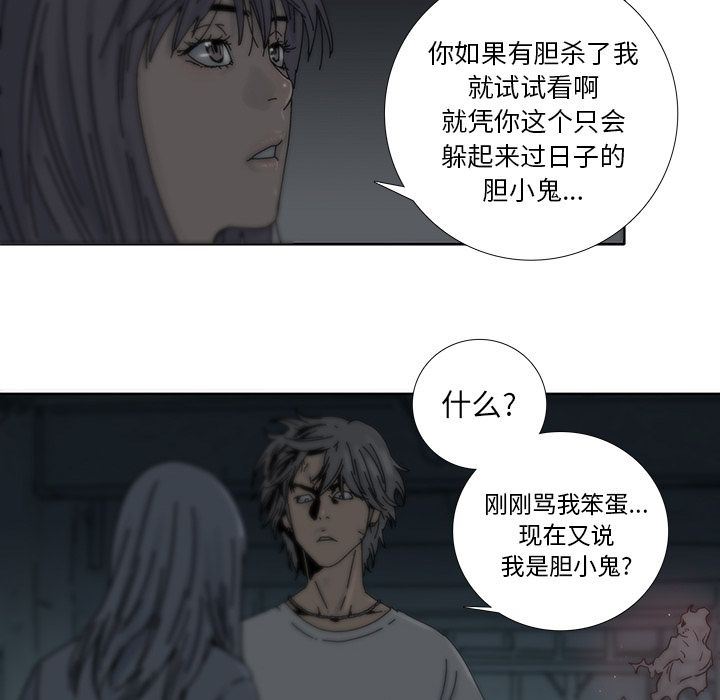 你如果有胆杀了我
就试试看啊
就凭你这个只会
躲起来过日子的
胆小鬼...
什么?
刚刚骂我笨蛋...
现在又说
我是胆小鬼?